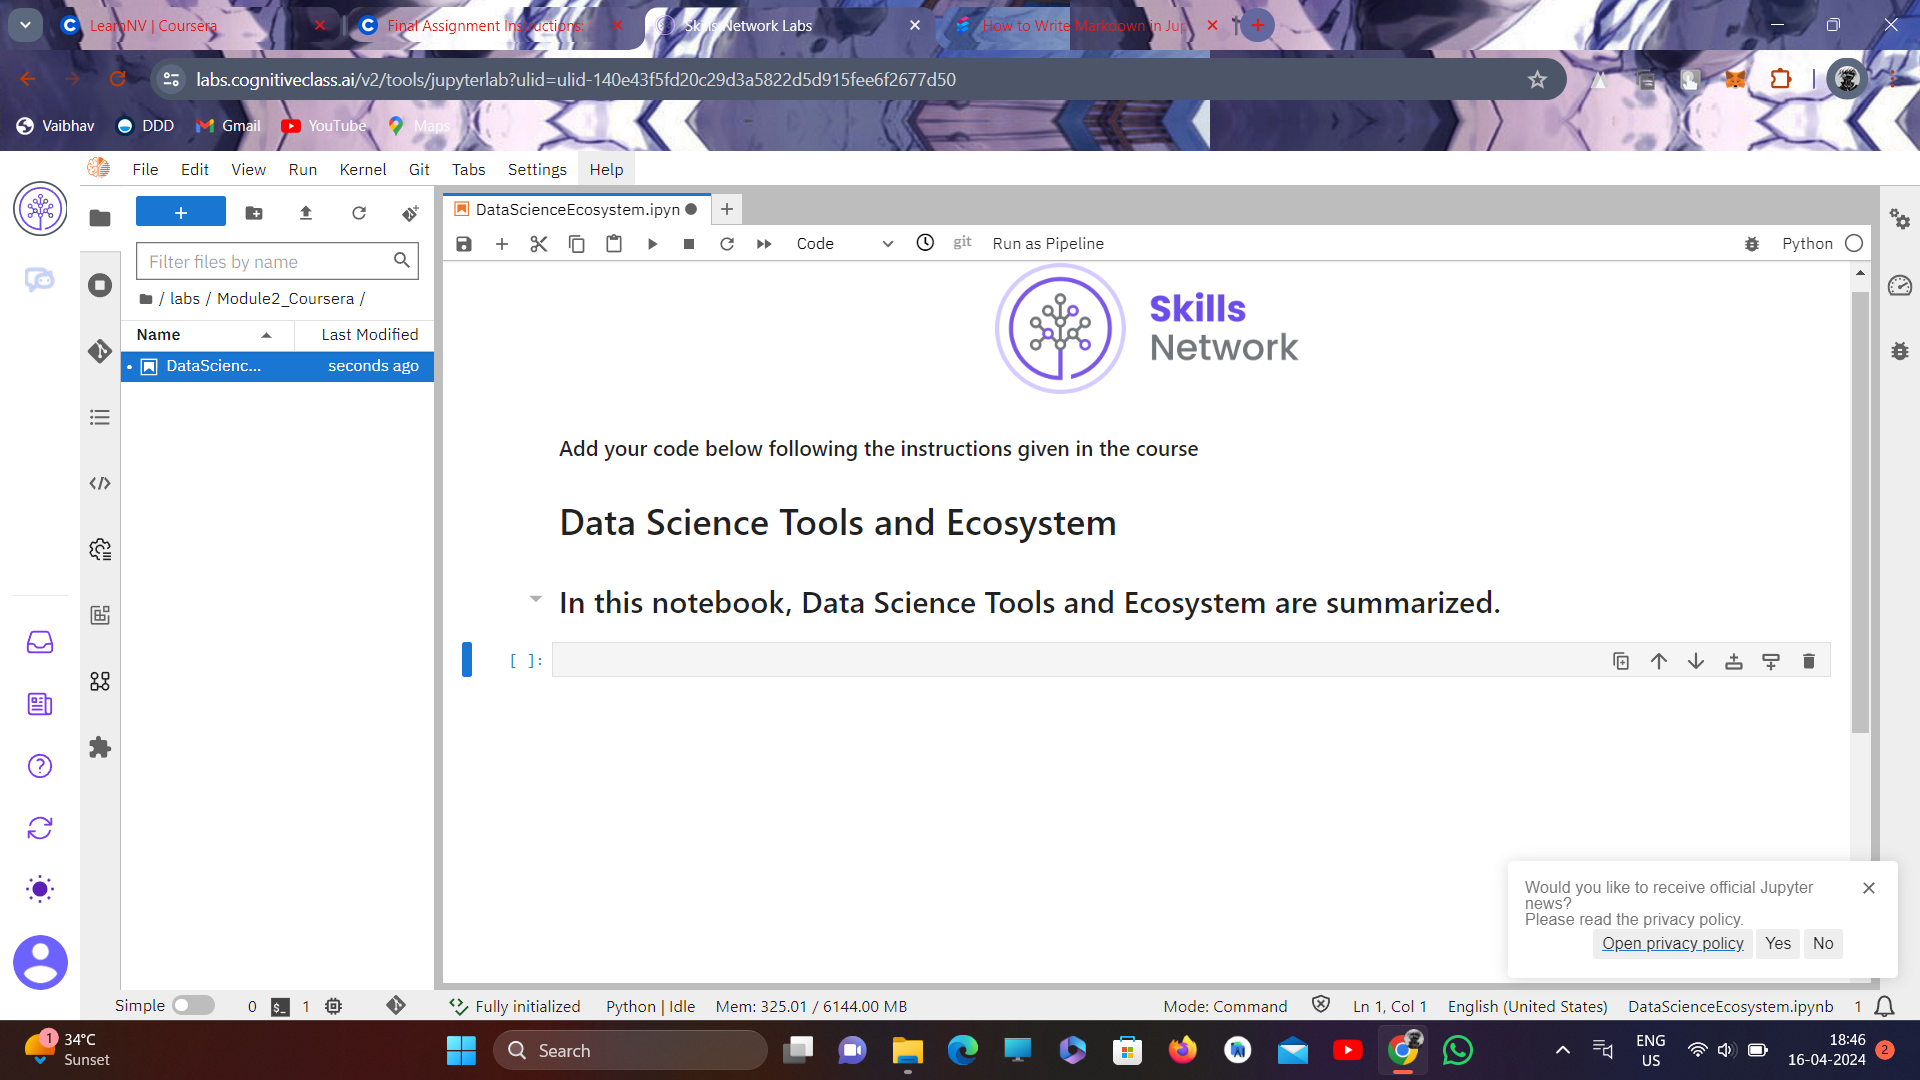 LearnNV | Coursera
Final Assignment Instructions:
Skills Network Labs
How to Write Markdown in Ju
labs.cognitiveclass.ai/v2/tools/jupyterlab?ulid=ulid-140e43f5fd20c29d3a5822d5d915fee6f2677d50
Vaibhav DDD Gmail YouTube Maps
File Edit View Run Kernel Git Tabs Settings Help
DataScienceEcosystem.ipyn
Code git Run as Pipeline Python
Filter files by name
/ labs / Module2_Coursera /
Name Last Modified
DataScienc... seconds ago
Skills
Network
Add your code below following the instructions given in the course
Data Science Tools and Ecosystem
In this notebook, Data Science Tools and Ecosystem are summarized.
[ ]:
Would you like to receive official Jupyter
news?
Please read the privacy policy.
Open privacy policy Yes No
Simple 0 $_ 1 Fully initialized Python | Idle Mem: 325.01 / 6144.00 MB Mode: Command Ln 1, Col 1 English (United States) DataScienceEcosystem.ipynb 1
1 34°C
Sunset
Search
ENG
US
18:46
16-04-2024
2